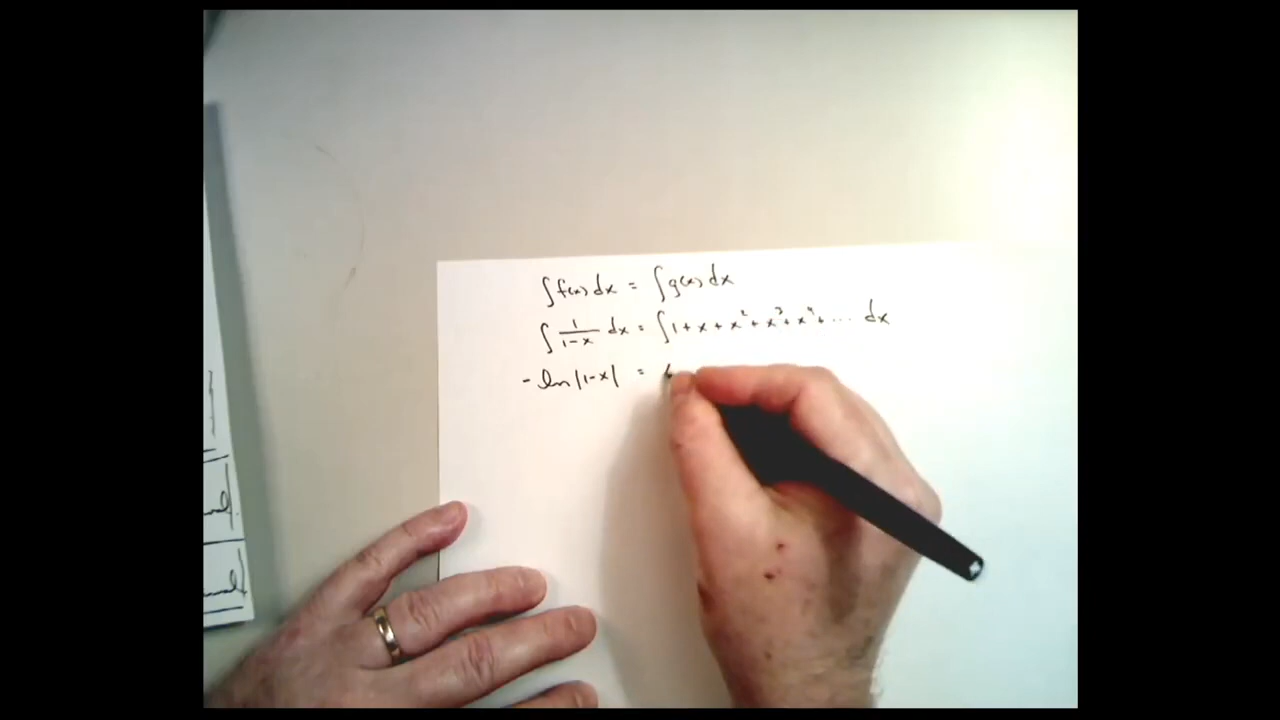 ∫f(x)dx = ∫g(x)dx
∫ 1/(1-x) dx = ∫1+x+x²+x³+x⁴+... dx
-ln|1-x| =